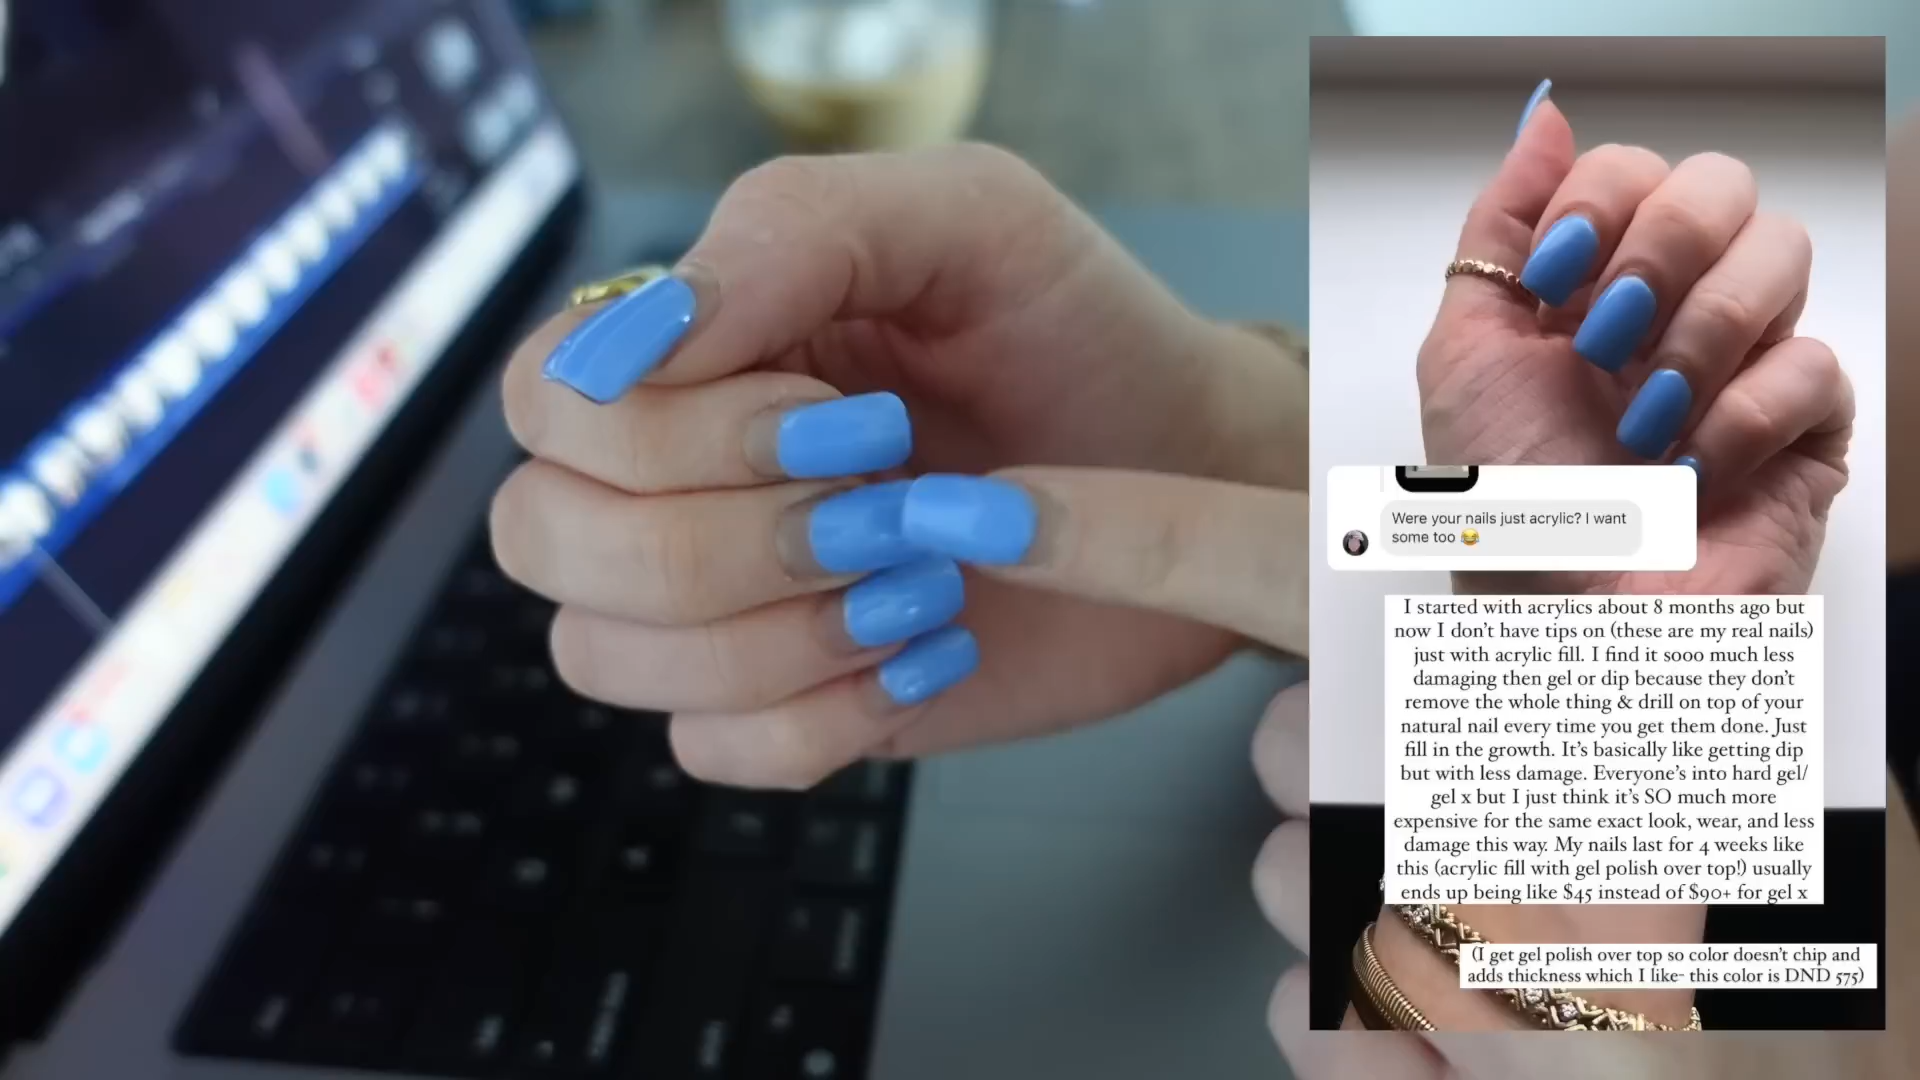 Were your nails just acrylic? I want
some too 😂
I started with acrylics about 8 months ago but
now I don't have tips on (these are my real nails)
just with acrylic fill. I find it sooo much less
damaging then gel or dip because they don't
remove the whole thing & drill on top of your
natural nail every time you get them done. Just
fill in the growth. It's basically like getting dip
but with less damage. Everyone's into hard gel/
gel x but I just think it's SO much more
expensive for the same exact look, wear, and less
damage this way. My nails last for 4 weeks like
this (acrylic fill with gel polish over top!) usually
ends up being like $45 instead of $90+ for gel x
(I get gel polish over top so color doesn't chip and
adds thickness which I like- this color is DND 575)